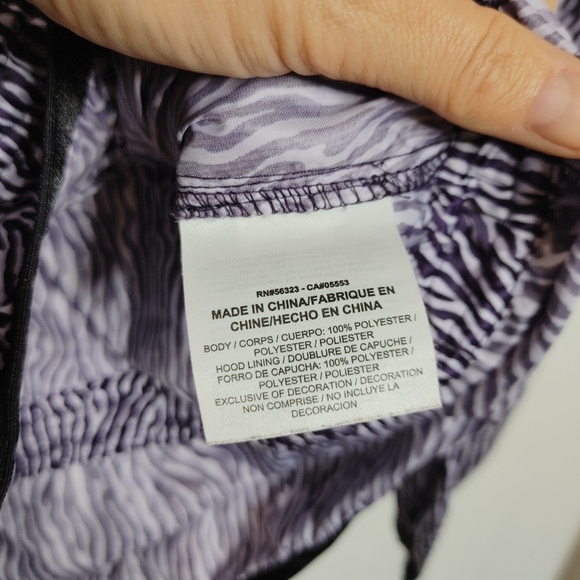 RN#56323 - CA#05553
MADE IN CHINA/FABRIQUE EN
CHINE/HECHO EN CHINA
BODY / CORPS / CUERPO: 100% POLYESTER /
POLYESTER / POLIESTER
HOOD LINING / DOUBLURE DE CAPUCHE /
FORRO DE CAPUCHA: 100% POLYESTER /
POLYESTER / POLIESTER
EXCLUSIVE OF DECORATION / DECORATION
NON COMPRISE / NO INCLUYE LA
DECORACION